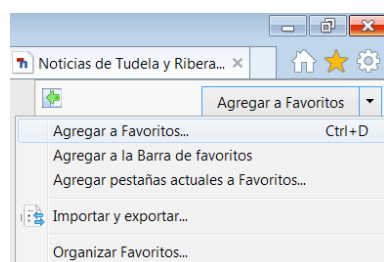 Noticias de Tudela y Ribera...
Agregar a Favoritos
Agregar a Favoritos... Ctrl+D
Agregar a la Barra de favoritos
Agregar pestañas actuales a Favoritos...
Importar y exportar...
Organizar Favoritos...